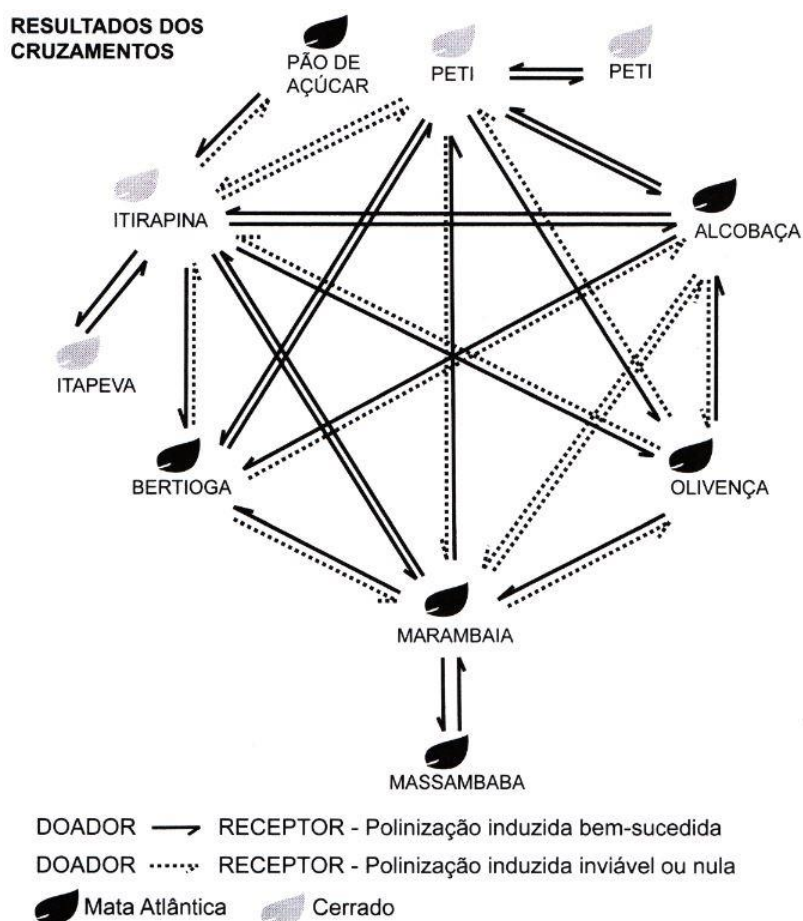 RESULTADOS DOS
CRUZAMENTOS
PÃO DE
AÇÚCAR
PETI
PETI
ITIRAPINA
ALCOBAÇA
ITAPEVA
BERTIOGA
OLIVENÇA
MARAMBAIA
MASSAMBABA
DOADOR RECEPTOR - Polinização induzida bem-sucedida
DOADOR RECEPTOR - Polinização induzida inviável ou nula
Mata Atlântica Cerrado